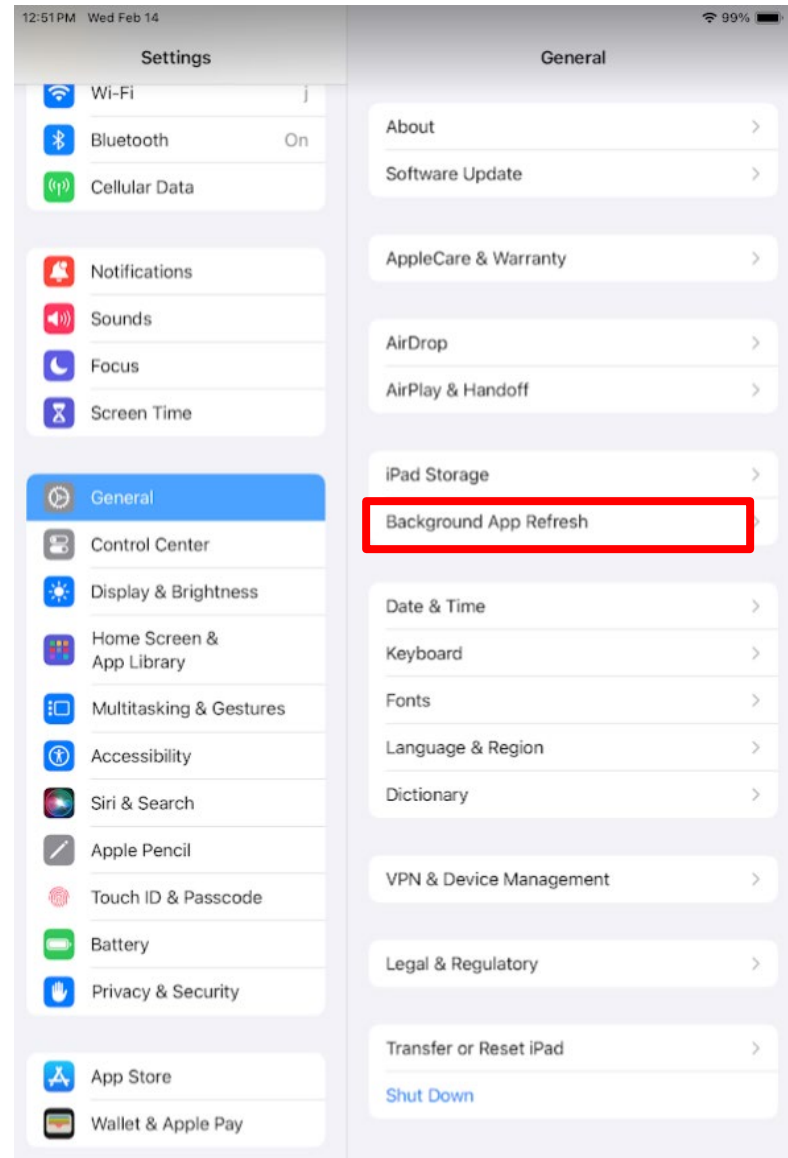 12:51 PM Wed Feb 14
99%
Settings
Wi-Fi
j
Bluetooth
On
Cellular Data
Notifications
Sounds
Focus
Screen Time
General
Control Center
Display & Brightness
Home Screen &
App Library
Multitasking & Gestures
Accessibility
Siri & Search
Apple Pencil
Touch ID & Passcode
Battery
Privacy & Security
App Store
Wallet & Apple Pay
General
About
Software Update
AppleCare & Warranty
AirDrop
AirPlay & Handoff
iPad Storage
Background App Refresh
Date & Time
Keyboard
Fonts
Language & Region
Dictionary
VPN & Device Management
Legal & Regulatory
Transfer or Reset iPad
Shut Down